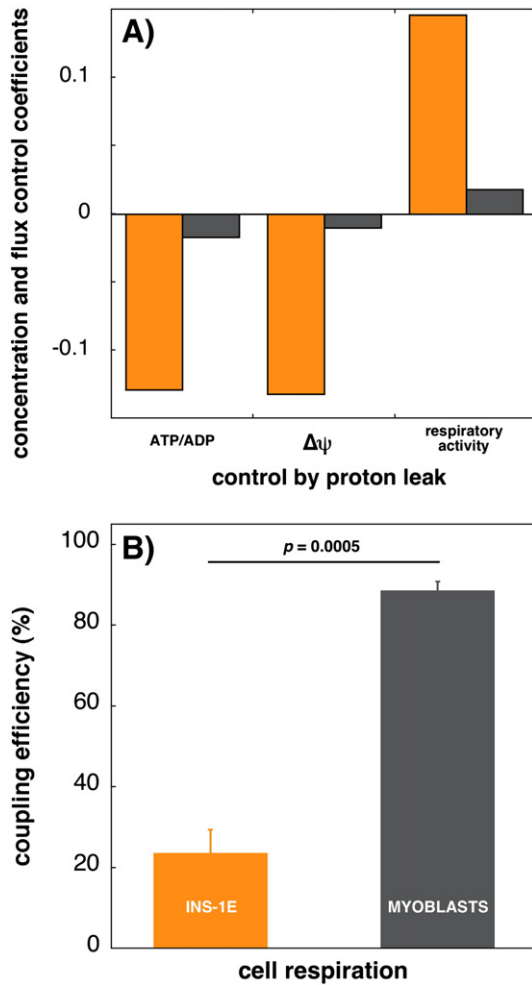 A)
concentration and flux control coefficients
0.1
0
-0.1
ATP/ADP
Δψ
respiratory
activity
control by proton leak
B)
p = 0.0005
coupling efficiency (%)
100
80
60
40
20
0
INS-1E
MYOBLASTS
cell respiration